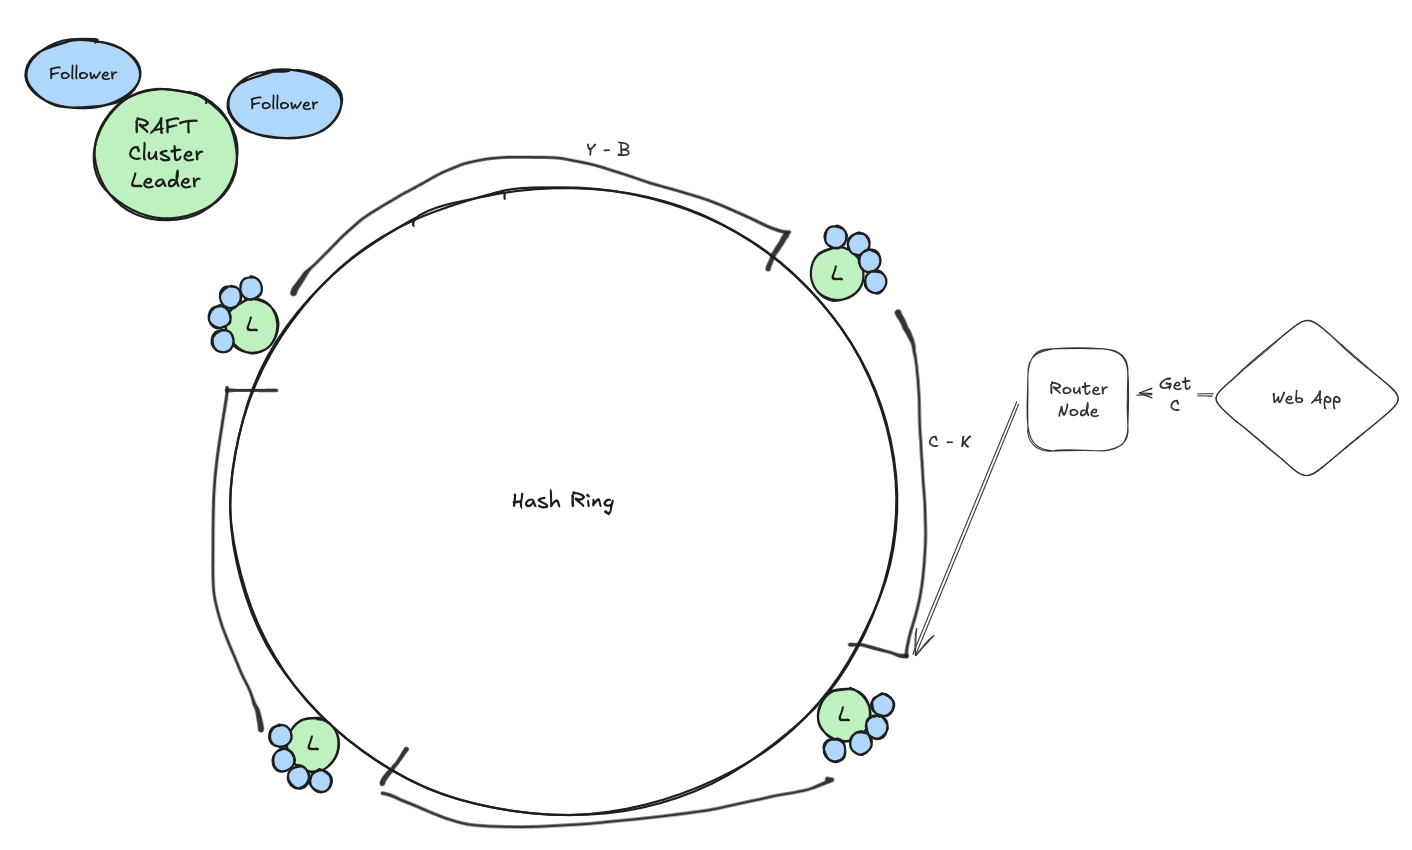 Follower
Follower
RAFT
Cluster
Leader
Y - B
L
L
Router
Node
Get
C
Web App
C - K
Hash Ring
L
L